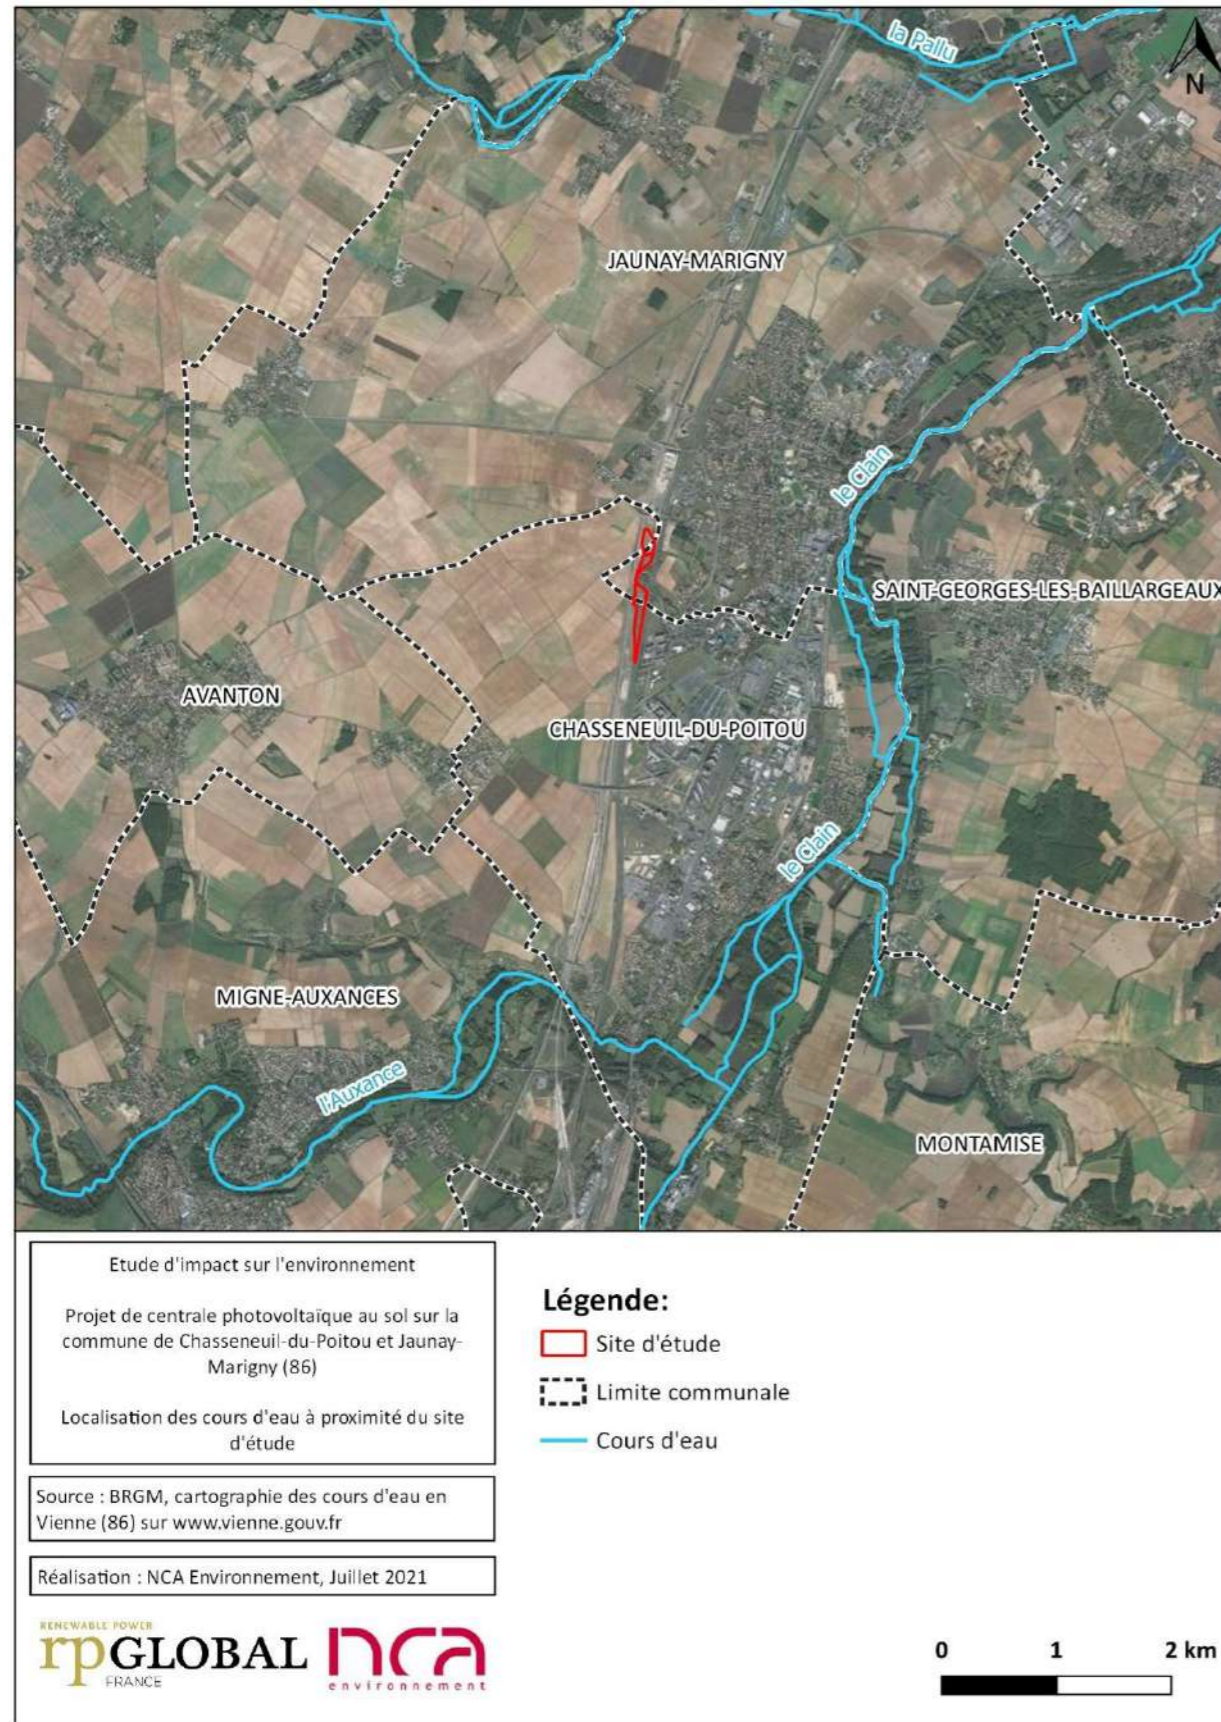 la Pallu
N
JAUNAY-MARIGNY
le Clain
SAINT-GEORGES-LES-BAILLARGEAUX
AVANTON
CHASSENEUIL-DU-POITOU
le Clain
MIGNE-AUXANCES
l'Auxance
MONTAMISE
Etude d'impact sur l'environnement
Projet de centrale photovoltaïque au sol sur la
commune de Chasseneuil-du-Poitou et Jaunay-
Marigny (86)
Localisation des cours d'eau à proximité du site
d'étude
Source : BRGM, cartographie des cours d'eau en
Vienne (86) sur www.vienne.gouv.fr
Réalisation : NCA Environnement, Juillet 2021
RENEWABLE POWER
rpGLOBAL
FRANCE
nca
environnement
Légende:
Site d'étude
Limite communale
Cours d'eau
0 1 2 km